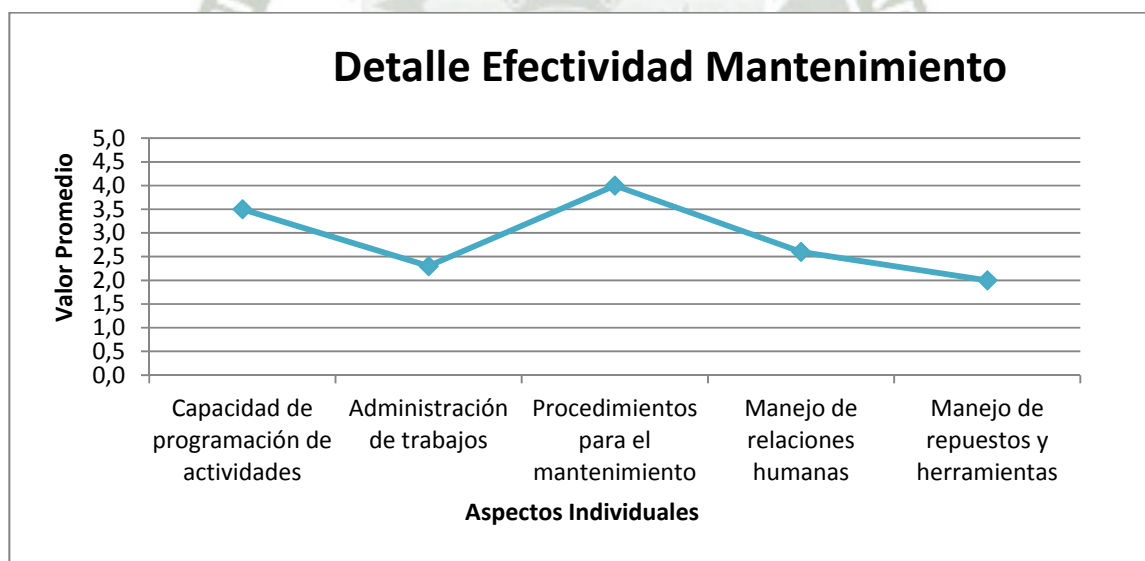 Detalle Efectividad Mantenimiento
Valor Promedio
5,0
4,5
4,0
3,5
3,0
2,5
2,0
1,5
1,0
0,5
0,0
Capacidad de
programación de
actividades
Administración
de trabajos
Procedimientos
para el
mantenimiento
Manejo de
relaciones
humanas
Manejo de
repuestos y
herramientas
Aspectos Individuales